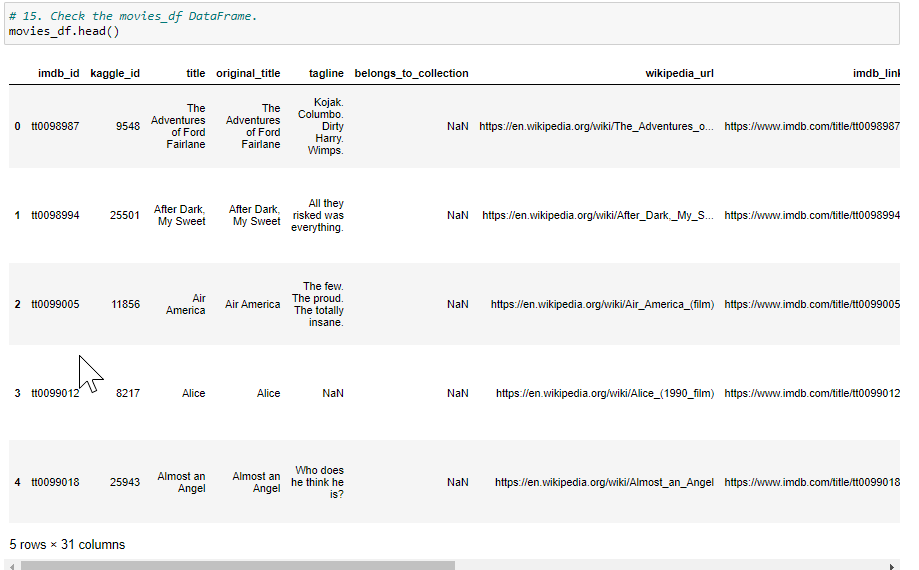 # 15. Check the movies_df DataFrame.
movies_df.head()
imdb_id kaggle_id title original_title tagline belongs_to_collection wikipedia_url imdb_link
0 tt0098987 9548 The Adventures of Ford Fairlane The Adventures of Ford Fairlane Kojak. Columbo. Dirty Harry. Wimps. NaN https://en.wikipedia.org/wiki/The_Adventures_o... https://www.imdb.com/title/tt0098987
1 tt0098994 25501 After Dark, My Sweet After Dark, My Sweet All they risked was everything. NaN https://en.wikipedia.org/wiki/After_Dark,_My_S... https://www.imdb.com/title/tt0098994
2 tt0099005 11856 Air America Air America The few. The proud. The totally insane. NaN https://en.wikipedia.org/wiki/Air_America_(film) https://www.imdb.com/title/tt0099005
3 tt0099012 8217 Alice Alice NaN NaN https://en.wikipedia.org/wiki/Alice_(1990_film) https://www.imdb.com/title/tt0099012
4 tt0099018 25943 Almost an Angel Almost an Angel Who does he think he is? NaN https://en.wikipedia.org/wiki/Almost_an_Angel https://www.imdb.com/title/tt0099018
5 rows × 31 columns